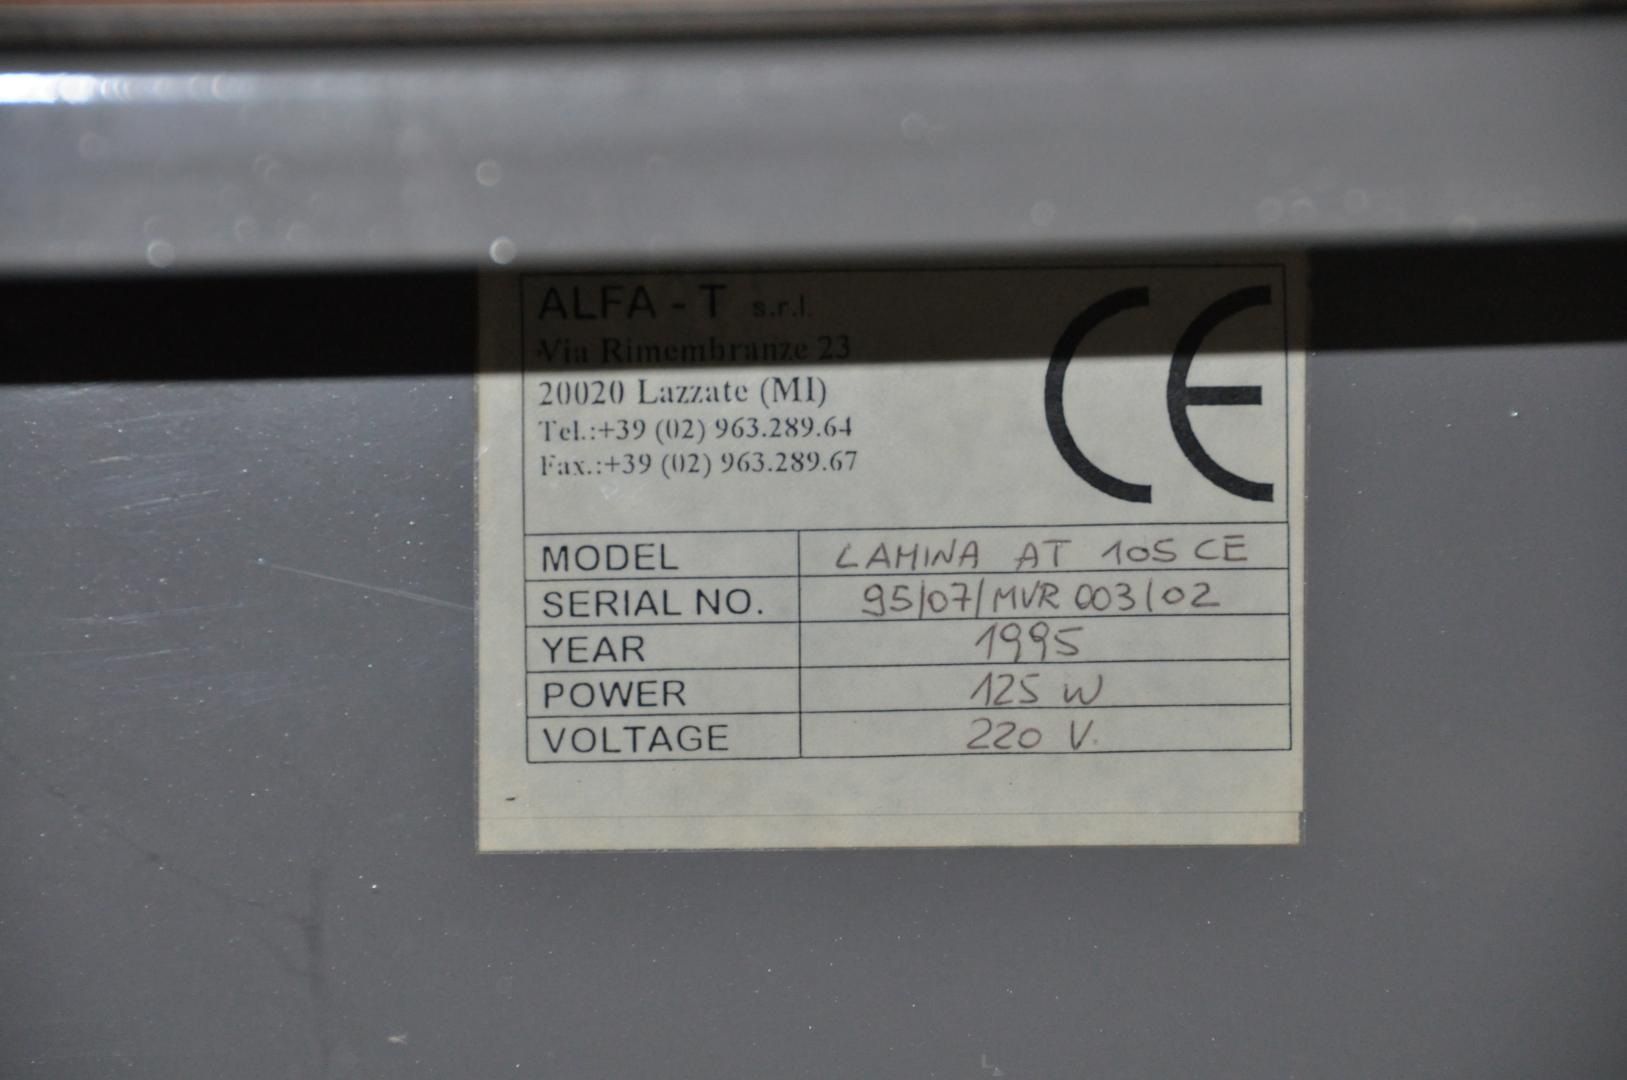 ALFA - T s.r.l.
Via Rimembranze 23
20020 Lazzate (MI)
Tel.:+39 (02) 963.289.64
Fax.:+39 (02) 963.289.67
CE
MODEL LAMINA AT 105 CE
SERIAL NO. 95/07/MVR 003/02
YEAR 1995
POWER 125 W
VOLTAGE 220 V.